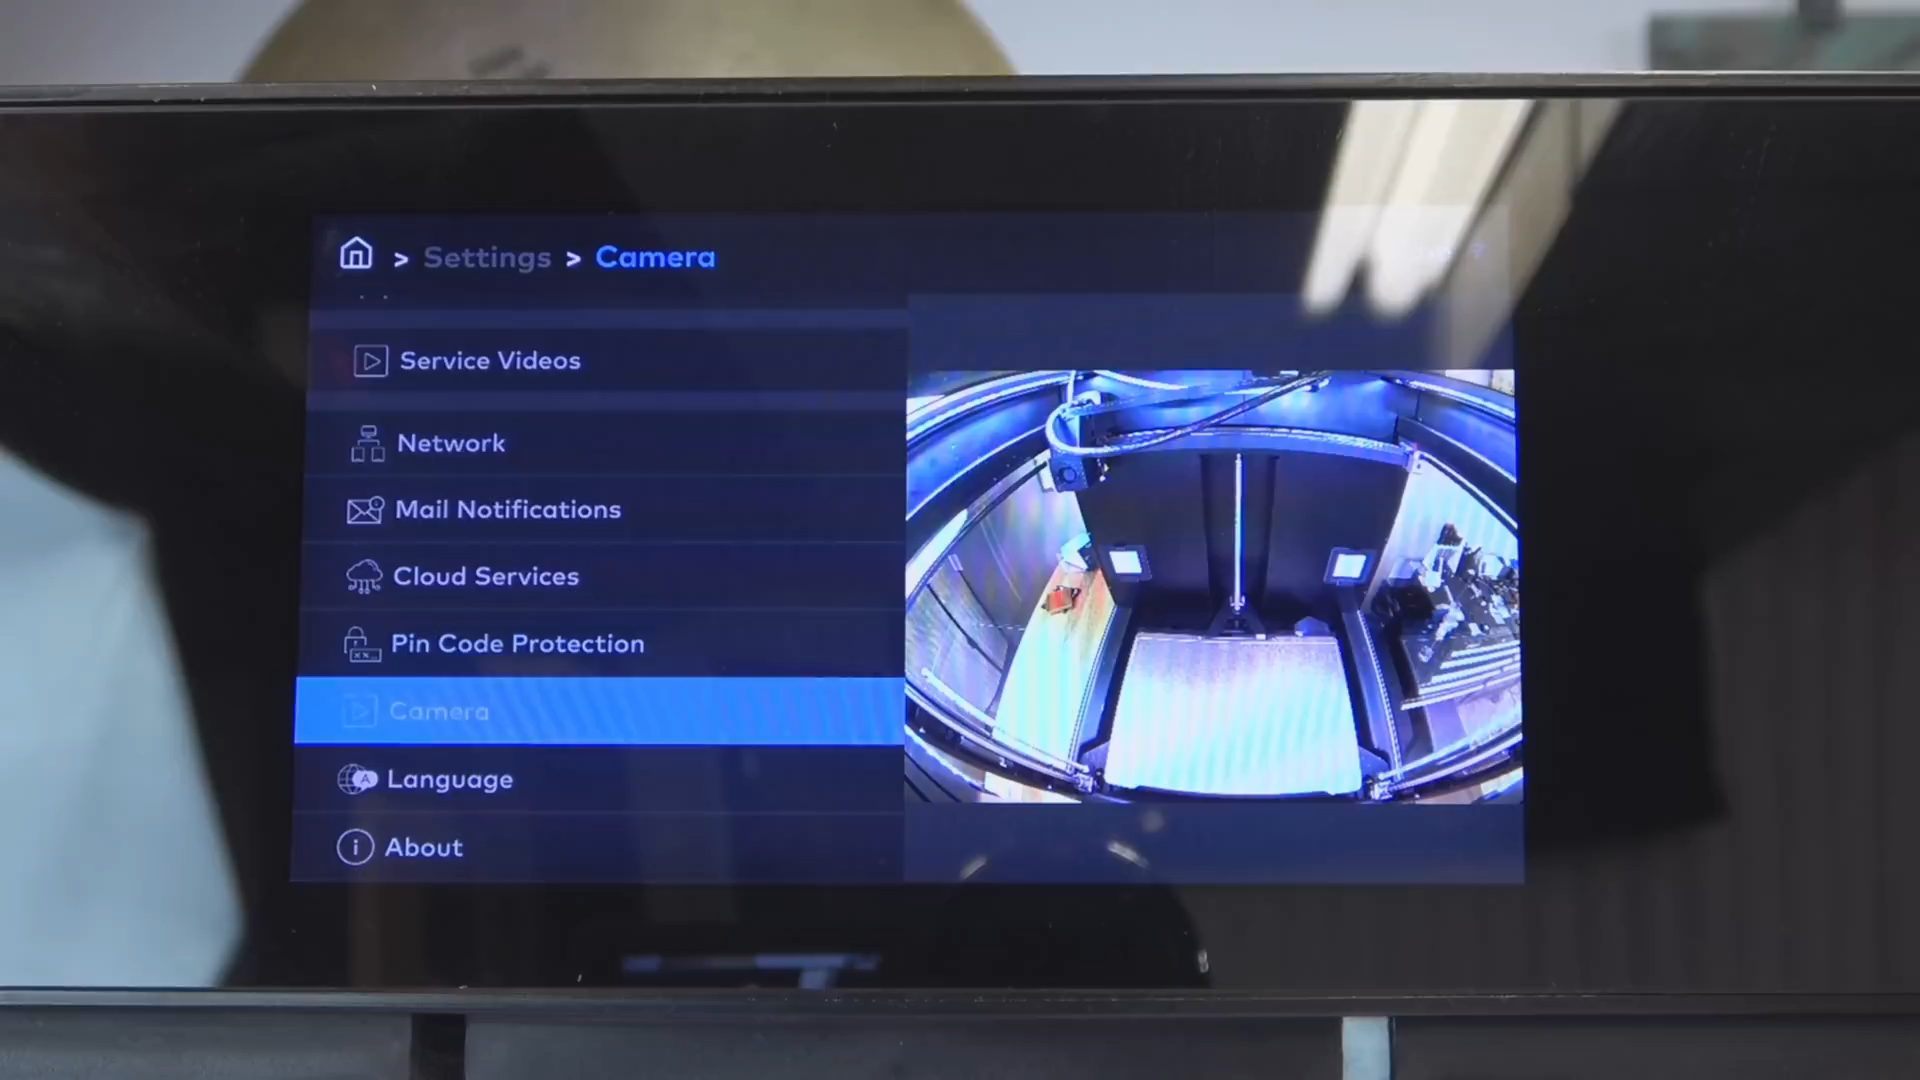 > Settings > Camera
Service Videos
Network
Mail Notifications
Cloud Services
Pin Code Protection
Camera
Language
About